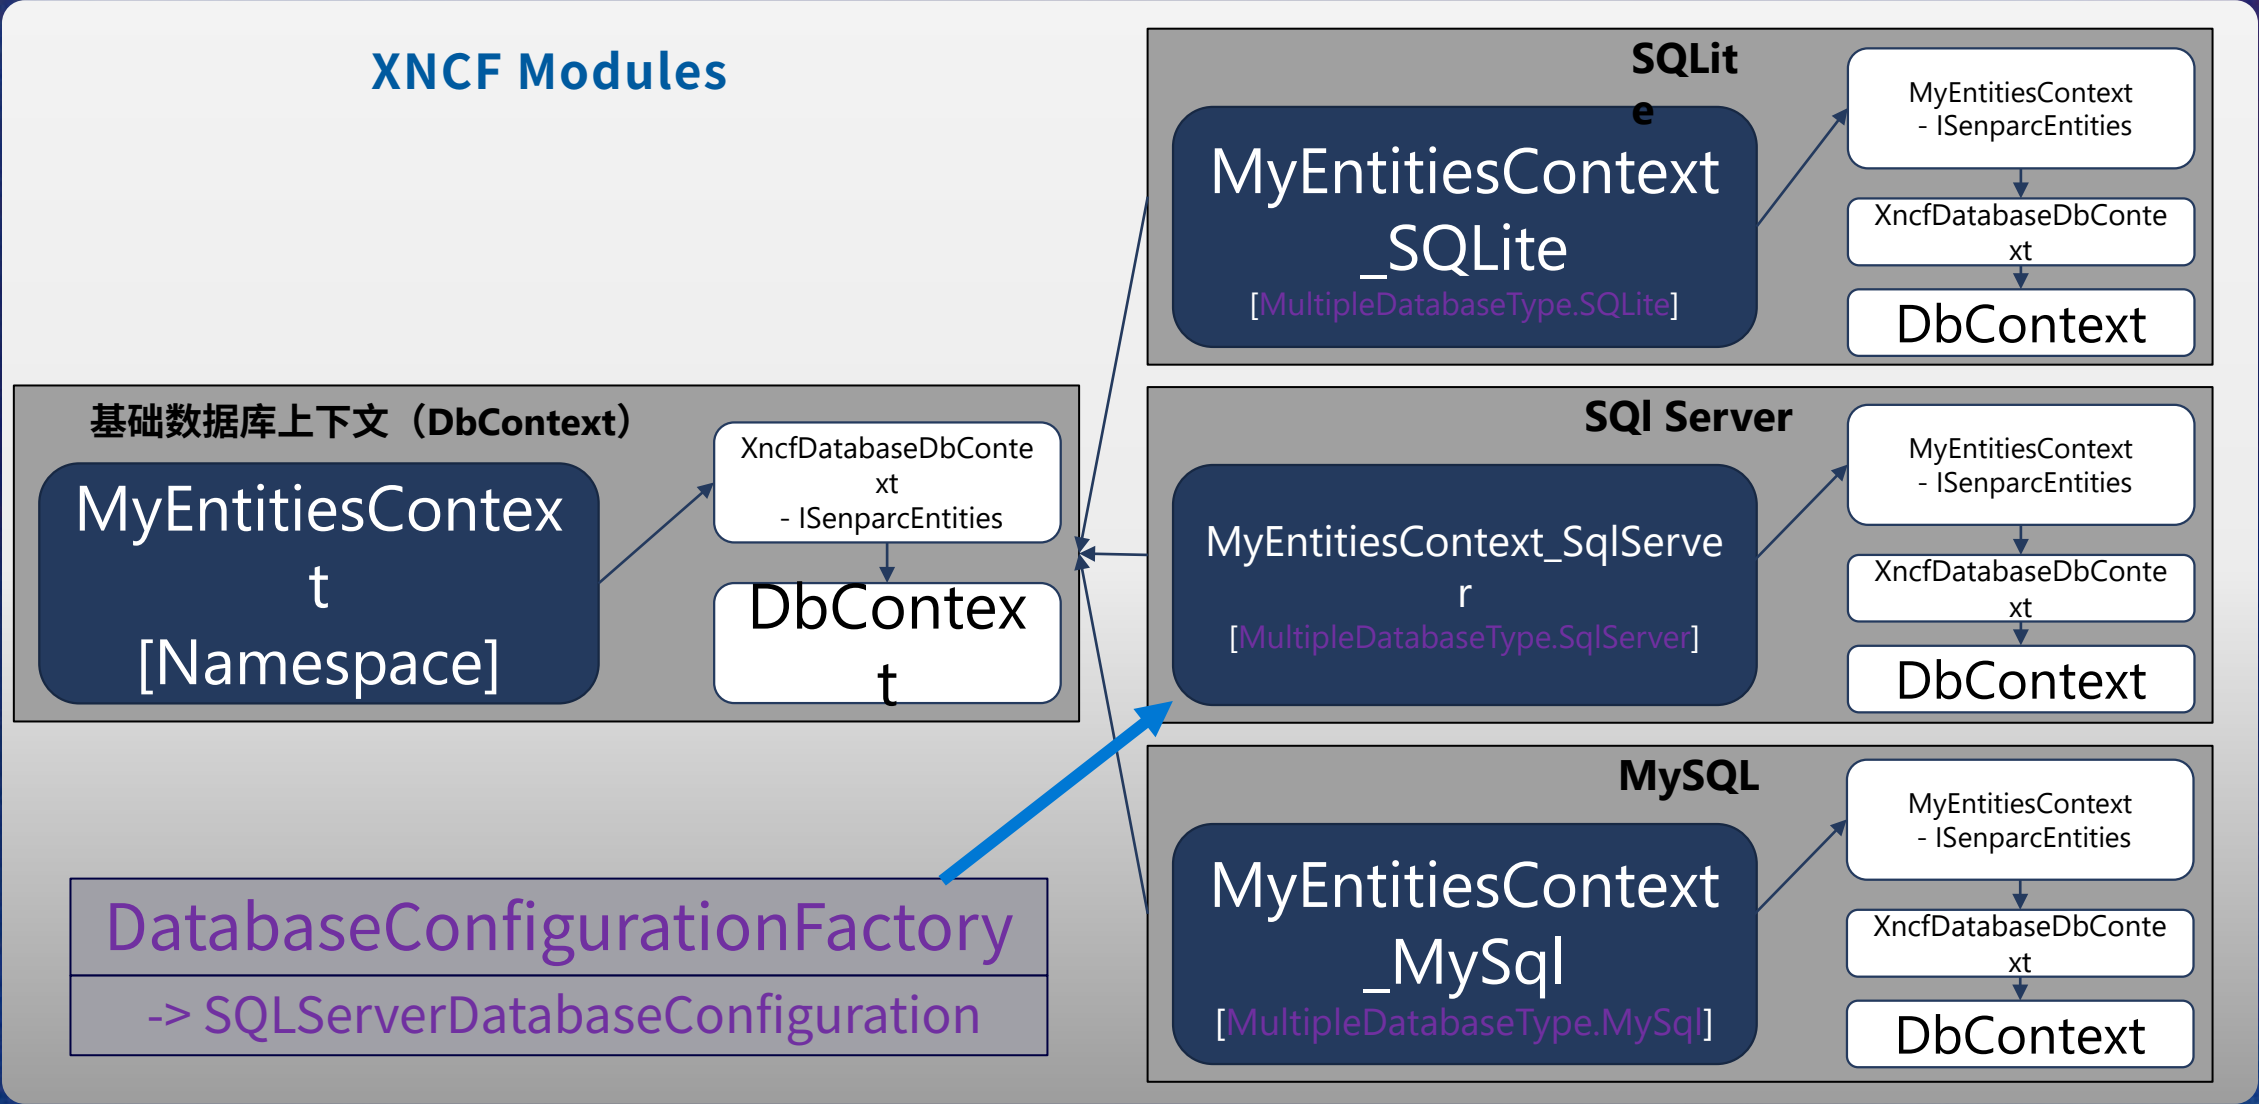 XNCF Modules
基础数据库上下文（DbContext）
MyEntitiesContex
t
[Namespace]
XncfDatabaseDbConte
xt
- ISenparcEntities
DbContex
t
DatabaseConfigurationFactory
-> SQLServerDatabaseConfiguration
SQLit
e
MyEntitiesContext
_SQLite
[MultipleDatabaseType.SQLite]
MyEntitiesContext
- ISenparcEntities
XncfDatabaseDbConte
xt
DbContext
SQl Server
MyEntitiesContext_SqlServe
r
[MultipleDatabaseType.SqlServer]
MyEntitiesContext
- ISenparcEntities
XncfDatabaseDbConte
xt
DbContext
MySQL
MyEntitiesContext
_MySql
[MultipleDatabaseType.MySql]
MyEntitiesContext
- ISenparcEntities
XncfDatabaseDbConte
xt
DbContext